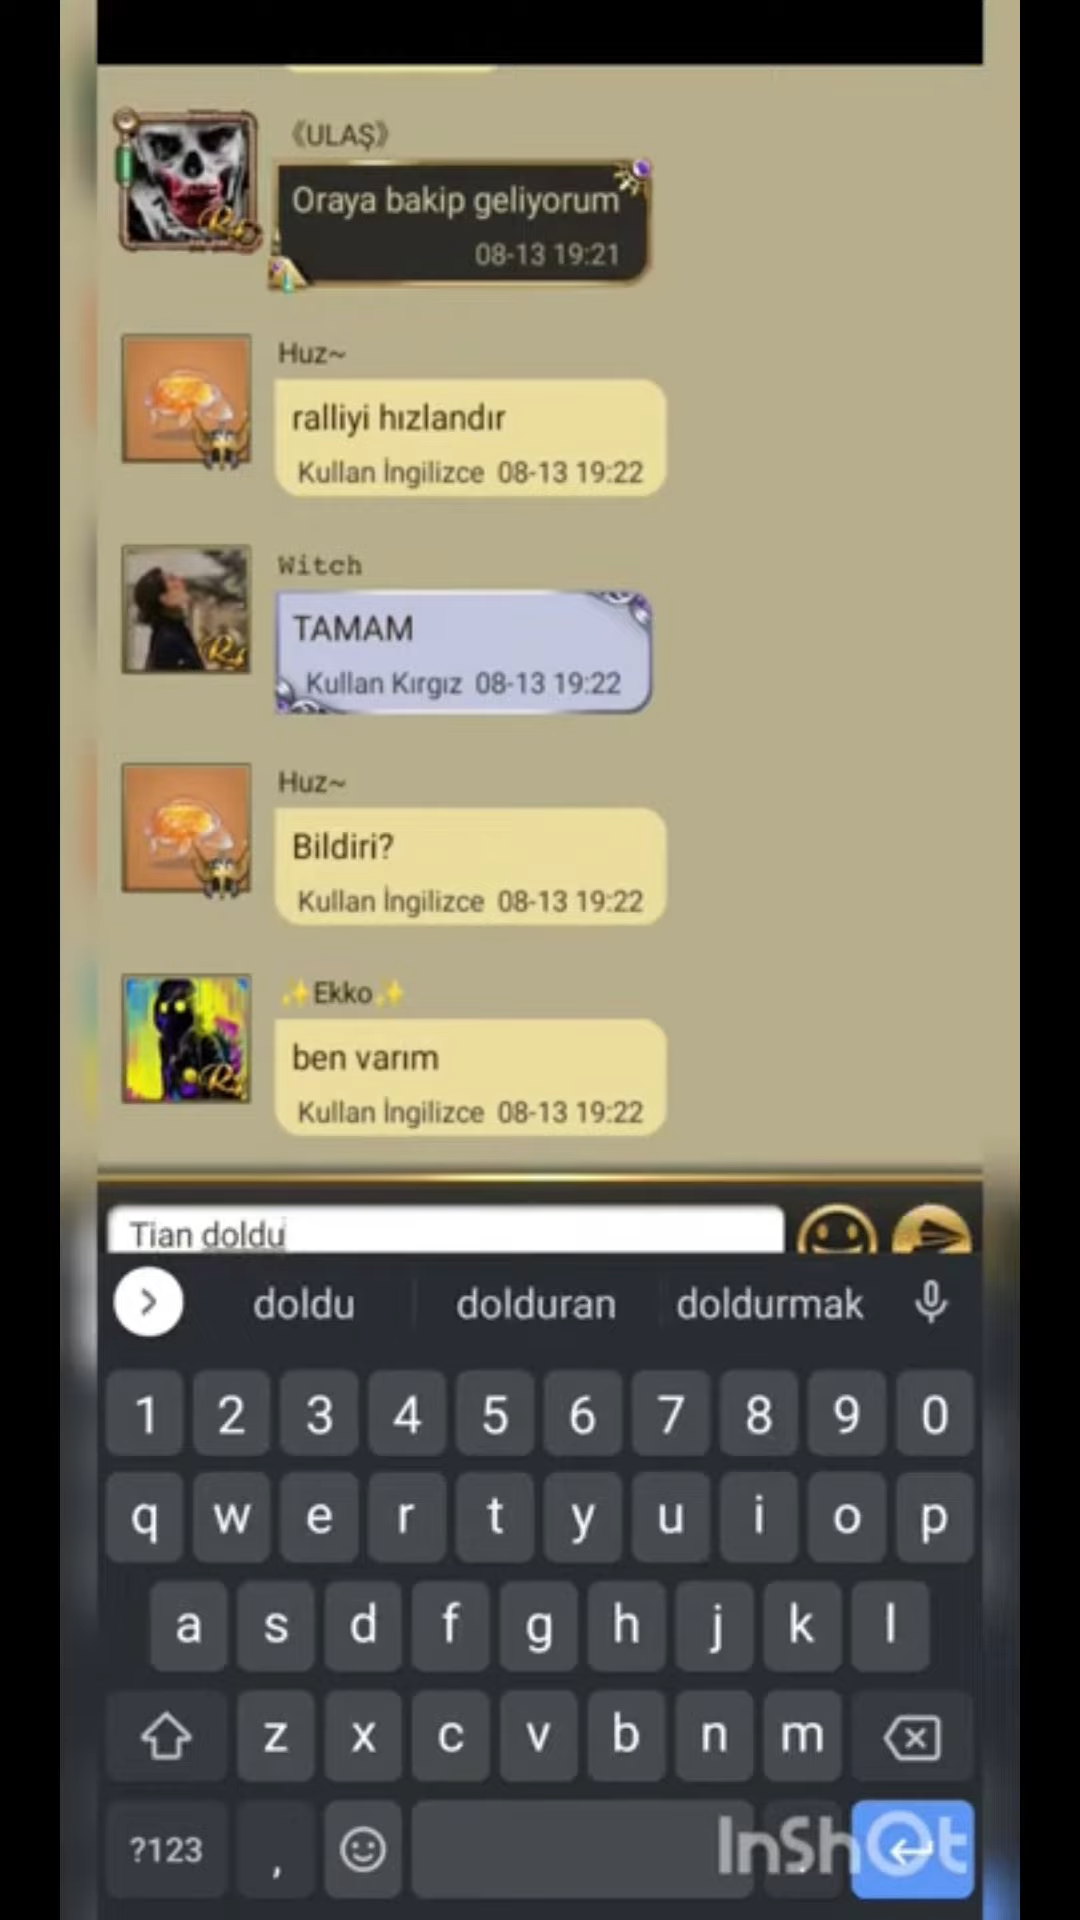 《ULAŞ》
Oraya bakip geliyorum
08-13 19:21
Huz~
ralliyi hızlandır
Kullan İngilizce 08-13 19:22
Witch
TAMAM
Kullan Kırgız 08-13 19:22
Huz~
Bildiri?
Kullan İngilizce 08-13 19:22
✨Ekko✨
ben varım
Kullan İngilizce 08-13 19:22
Tian doldu
doldu dolduran doldurmak
1 2 3 4 5 6 7 8 9 0
q w e r t y u i o p
a s d f g h j k l
z x c v b n m
?123 , .
InShOt